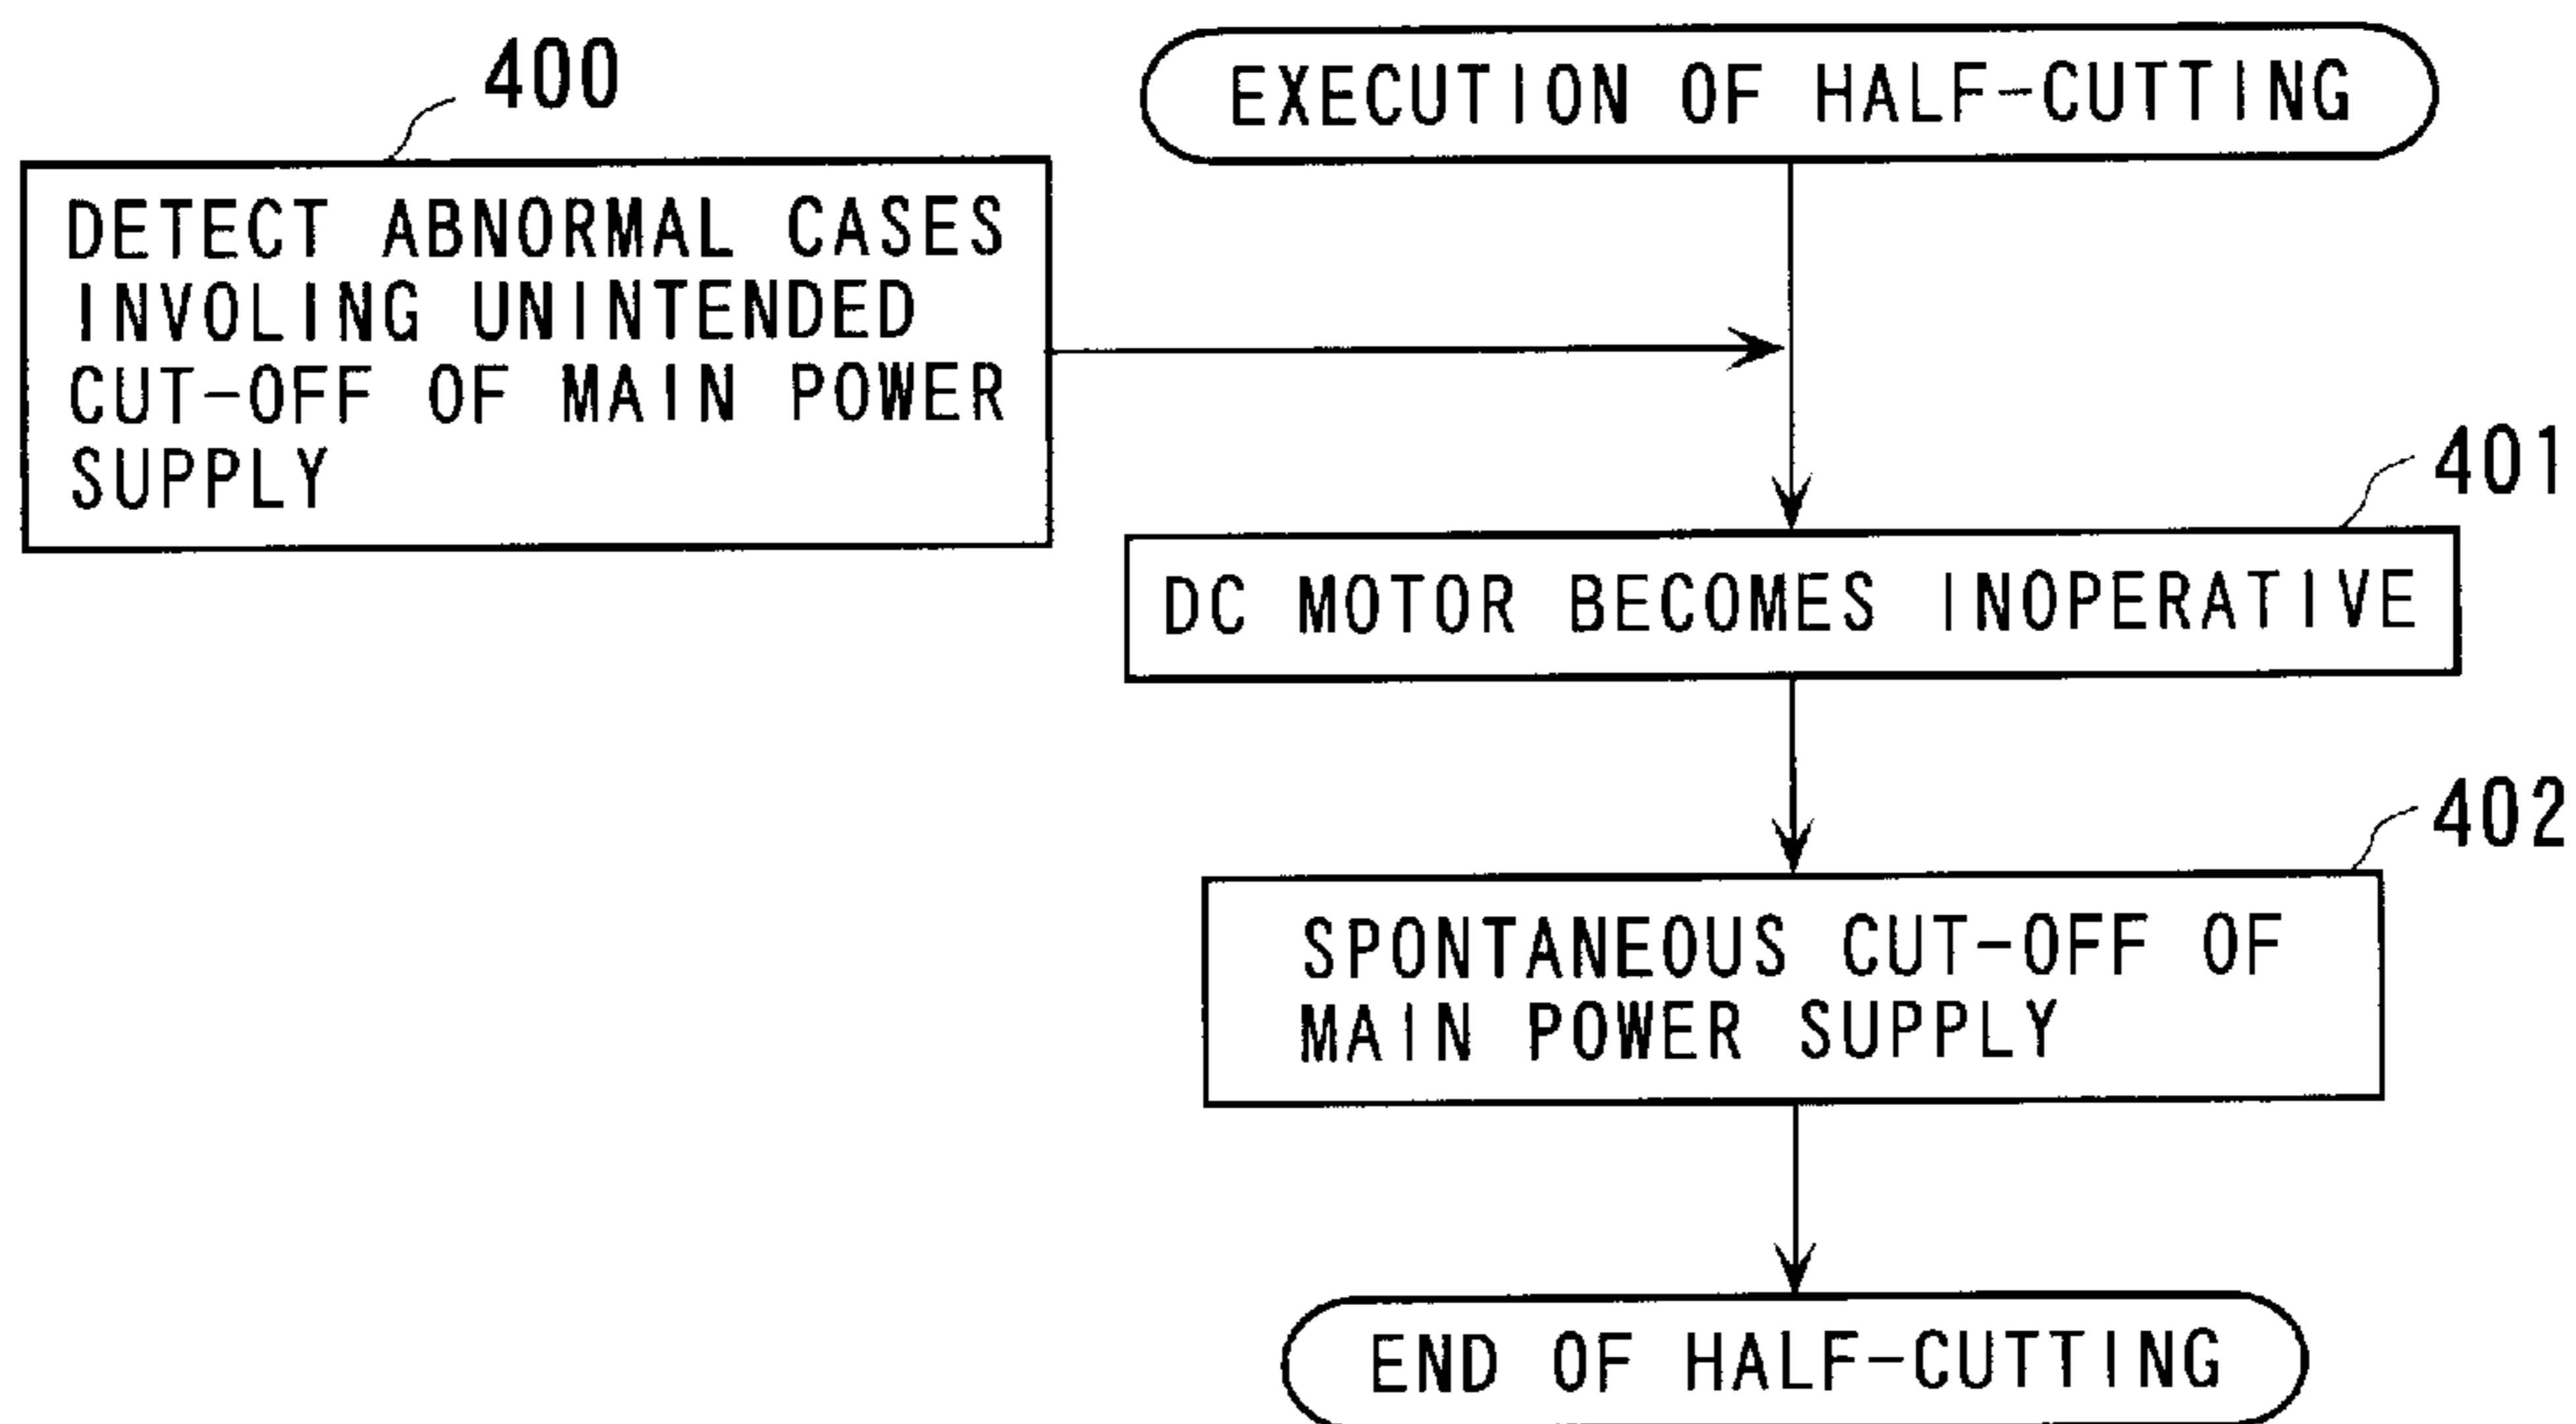 400
EXECUTION OF HALF-CUTTING
DETECT ABNORMAL CASES
INVOLING UNINTENDED
CUT-OFF OF MAIN POWER
SUPPLY
401
DC MOTOR BECOMES INOPERATIVE
402
SPONTANEOUS CUT-OFF OF
MAIN POWER SUPPLY
END OF HALF-CUTTING